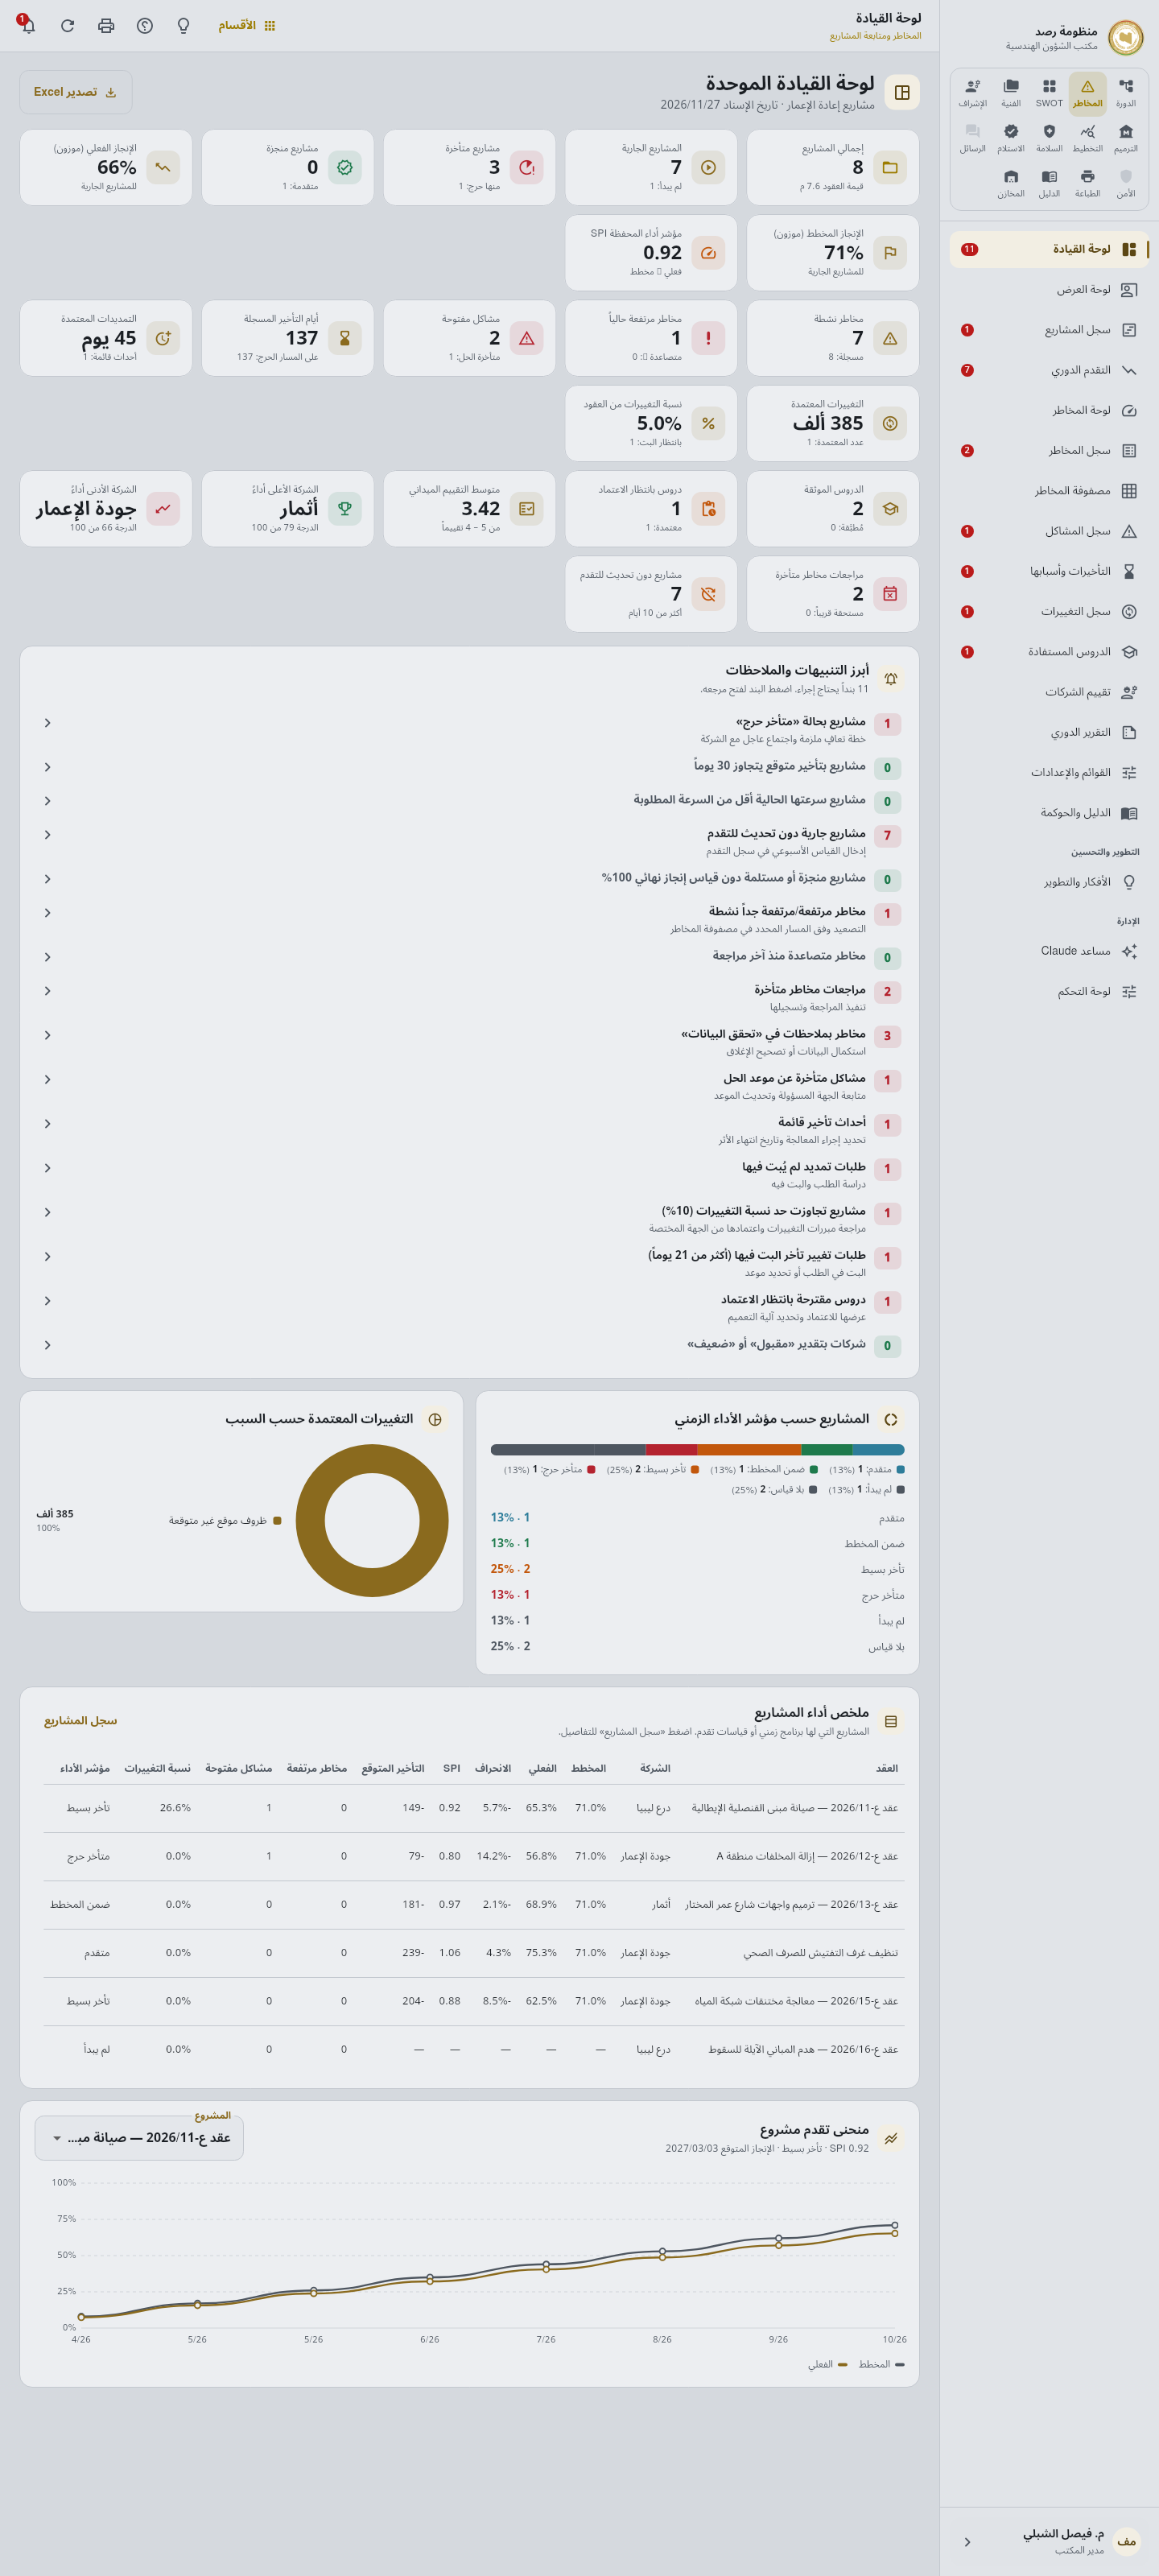 منظومة رصد
مكتب الشؤون الهندسية
الدورة
المخاطر
SWOT
الفنية
الإشراف
الترميم
التخطيط
السلامة
الاستلام
الرسائل
الأمن
الطباعة
الدليل
المخازن
لوحة القيادة 11
لوحة العرض
سجل المشاريع 1
التقدم الدوري 7
لوحة المخاطر
سجل المخاطر 2
مصفوفة المخاطر
سجل المشاكل 1
التأخيرات وأسبابها 1
سجل التغييرات 1
الدروس المستفادة 1
تقييم الشركات
التقرير الدوري
القوائم والإعدادات
الدليل والحوكمة
التطوير والتحسين
الأفكار والتطوير
الإدارة
مساعد Claude
لوحة التحكم
مف
م. فيصل الشبلي
مدير المكتب
لوحة القيادة
المخاطر ومتابعة المشاريع
الأقسام
1
لوحة القيادة الموحدة
مشاريع إعادة الإعمار · تاريخ الإسناد 2026/11/27
تصدير Excel
إجمالي المشاريع
8
قيمة العقود 7.6 م
المشاريع الجارية
7
لم يبدأ: 1
مشاريع متأخرة
3
منها حرج: 1
مشاريع منجزة
0
متقدمة: 1
الإنجاز الفعلي (موزون)
66%
للمشاريع الجارية
الإنجاز المخطط (موزون)
71%
للمشاريع الجارية
مؤشر أداء المحفظة SPI
0.92
فعلي ▯ مخطط
مخاطر نشطة
7
مسجلة: 8
مخاطر مرتفعة حالياً
1
متصاعدة ▯: 0
مشاكل مفتوحة
2
متأخرة الحل: 1
أيام التأخير المسجلة
137
على المسار الحرج: 137
التمديدات المعتمدة
45 يوم
أحداث قائمة: 1
التغييرات المعتمدة
385 ألف
عدد المعتمدة: 1
نسبة التغييرات من العقود
5.0%
بانتظار البت: 1
الدروس الموثقة
2
مُطبّقة: 0
دروس بانتظار الاعتماد
1
معتمدة: 1
متوسط التقييم الميداني
3.42
من 5 – 4 تقييماً
الشركة الأعلى أداءً
أثمار
الدرجة 79 من 100
الشركة الأدنى أداءً
جودة الإعمار
الدرجة 66 من 100
مراجعات مخاطر متأخرة
2
مستحقة قريباً: 0
مشاريع دون تحديث للتقدم
7
أكثر من 10 أيام
أبرز التنبيهات والملاحظات
11 بنداً يحتاج إجراء. اضغط البند لفتح مرجعه.
1 مشاريع بحالة «متأخر حرج»
خطة تعافٍ ملزمة واجتماع عاجل مع الشركة
0 مشاريع بتأخير متوقع يتجاوز 30 يوماً
0 مشاريع سرعتها الحالية أقل من السرعة المطلوبة
7 مشاريع جارية دون تحديث للتقدم
إدخال القياس الأسبوعي في سجل التقدم
0 مشاريع منجزة أو مستلمة دون قياس إنجاز نهائي 100%
1 مخاطر مرتفعة/مرتفعة جداً نشطة
التصعيد وفق المسار المحدد في مصفوفة المخاطر
0 مخاطر متصاعدة منذ آخر مراجعة
2 مراجعات مخاطر متأخرة
تنفيذ المراجعة وتسجيلها
3 مخاطر بملاحظات في «تحقق البيانات»
استكمال البيانات أو تصحيح الإغلاق
1 مشاكل متأخرة عن موعد الحل
متابعة الجهة المسؤولة وتحديث الموعد
1 أحداث تأخير قائمة
تحديد إجراء المعالجة وتاريخ انتهاء الأثر
1 طلبات تمديد لم يُبت فيها
دراسة الطلب والبت فيه
1 مشاريع تجاوزت حد نسبة التغييرات (10%)
مراجعة مبررات التغييرات واعتمادها من الجهة المختصة
1 طلبات تغيير تأخر البت فيها (أكثر من 21 يوماً)
البت في الطلب أو تحديد موعد
1 دروس مقترحة بانتظار الاعتماد
عرضها للاعتماد وتحديد آلية التعميم
0 شركات بتقدير «مقبول» أو «ضعيف»
المشاريع حسب مؤشر الأداء الزمني
متقدم: 1 (13%) ضمن المخطط: 1 (13%) تأخر بسيط: 2 (25%) متأخر حرج: 1 (13%)
لم يبدأ: 1 (13%) بلا قياس: 2 (25%)
متقدم 1 · 13%
ضمن المخطط 1 · 13%
تأخر بسيط 2 · 25%
متأخر حرج 1 · 13%
لم يبدأ 1 · 13%
بلا قياس 2 · 25%
التغييرات المعتمدة حسب السبب
ظروف موقع غير متوقعة 385 ألف
100%
ملخص أداء المشاريع
المشاريع التي لها برنامج زمني أو قياسات تقدم. اضغط «سجل المشاريع» للتفاصيل.
سجل المشاريع
العقد الشركة المخطط الفعلي الانحراف SPI التأخير المتوقع مخاطر مرتفعة مشاكل مفتوحة نسبة التغييرات مؤشر الأداء
عقد ع-2026/11 — صيانة مبنى القنصلية الإيطالية درع ليبيا 71.0% 65.3% -5.7% 0.92 -149 0 1 26.6% تأخر بسيط
عقد ع-2026/12 — إزالة المخلفات منطقة A جودة الإعمار 71.0% 56.8% -14.2% 0.80 -79 0 1 0.0% متأخر حرج
عقد ع-2026/13 — ترميم واجهات شارع عمر المختار أثمار 71.0% 68.9% -2.1% 0.97 -181 0 0 0.0% ضمن المخطط
تنظيف غرف التفتيش للصرف الصحي جودة الإعمار 71.0% 75.3% 4.3% 1.06 -239 0 0 0.0% متقدم
عقد ع-2026/15 — معالجة مختنقات شبكة المياه جودة الإعمار 71.0% 62.5% -8.5% 0.88 -204 0 0 0.0% تأخر بسيط
عقد ع-2026/16 — هدم المباني الآيلة للسقوط درع ليبيا — — — — — 0 0 0.0% لم يبدأ
منحنى تقدم مشروع
SPI 0.92 · تأخر بسيط · الإنجاز المتوقع 2027/03/03
المشروع
عقد ع-2026/11 — صيانة مبـ...
100%
75%
50%
25%
0%
4/26 5/26 5/26 6/26 7/26 8/26 9/26 10/26
المخطط الفعلي